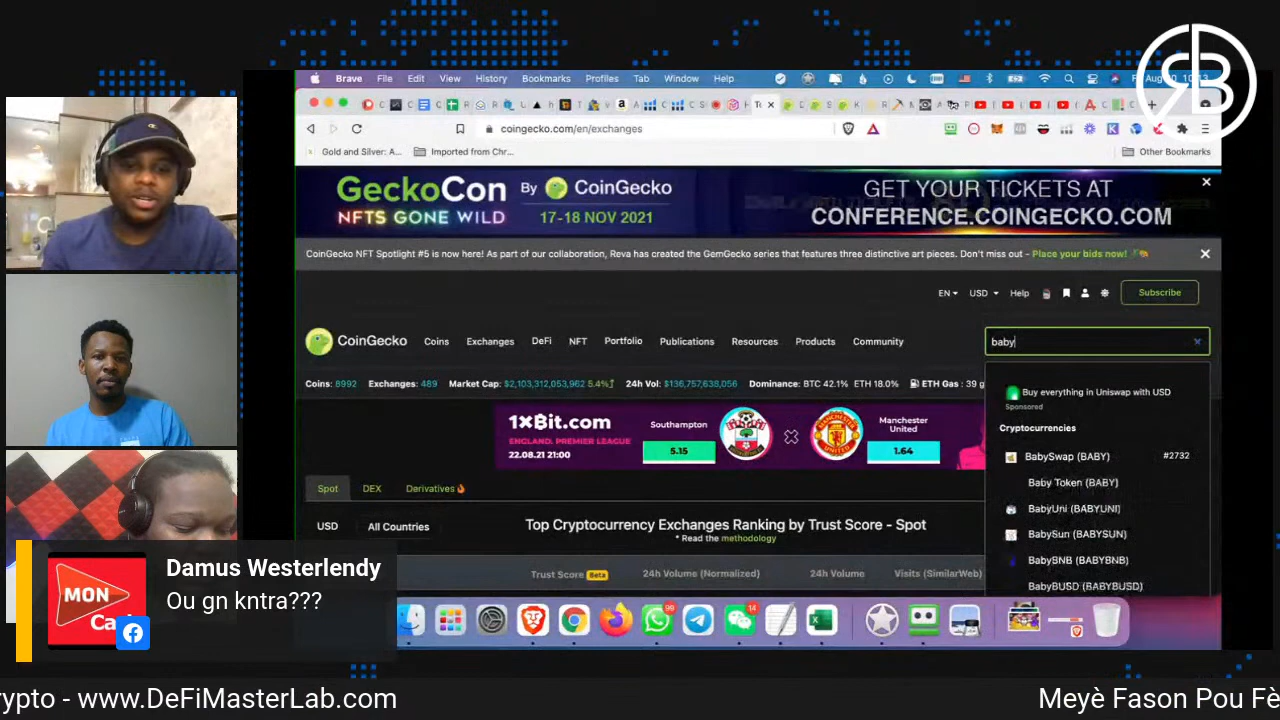 Brave File Edit View History Bookmarks Profiles Tab Window Help
coingecko.com/en/exchanges
Gold and Silver: A... Imported from Chr... Other Bookmarks
GeckoCon By CoinGecko
NFTS GONE WILD 17-18 NOV 2021
GET YOUR TICKETS AT
CONFERENCE.COINGECKO.COM
CoinGecko NFT Spotlight #5 is now here! As part of our collaboration, Reva has created the GemGecko series that features three distinctive art pieces. Don't miss out - Place your bids now!
EN USD Help Subscribe
CoinGecko Coins Exchanges DeFi NFT Portfolio Publications Resources Products Community
baby
Coins: 8992 Exchanges: 489 Market Cap: $2,103,312,053,962 5.4% 24h Vol: $136,757,638,056 Dominance: BTC 42.1% ETH 18.0% ETH Gas: 39 g
Buy everything in Uniswap with USD
Sponsored
Cryptocurrencies
BabySwap (BABY) #2732
Baby Token (BABY)
BabyUni (BABYUNI)
BabySun (BABYSUN)
BabyBNB (BABYBNB)
BabyBUSD (BABYBUSD)
1XBit.com
ENGLAND. PREMIER LEAGUE
22.08.21 21:00
Southampton
5.15
Manchester
United
1.64
Spot DEX Derivatives
USD All Countries
Top Cryptocurrency Exchanges Ranking by Trust Score - Spot
* Read the methodology
Trust Score Beta 24h Volume (Normalized) 24h Volume Visits (SimilarWeb)
99
14
MON
Damus Westerlendy
Ou gn kntra???
rypto - www.DeFiMasterLab.com
Meyè Fason Pou Fè